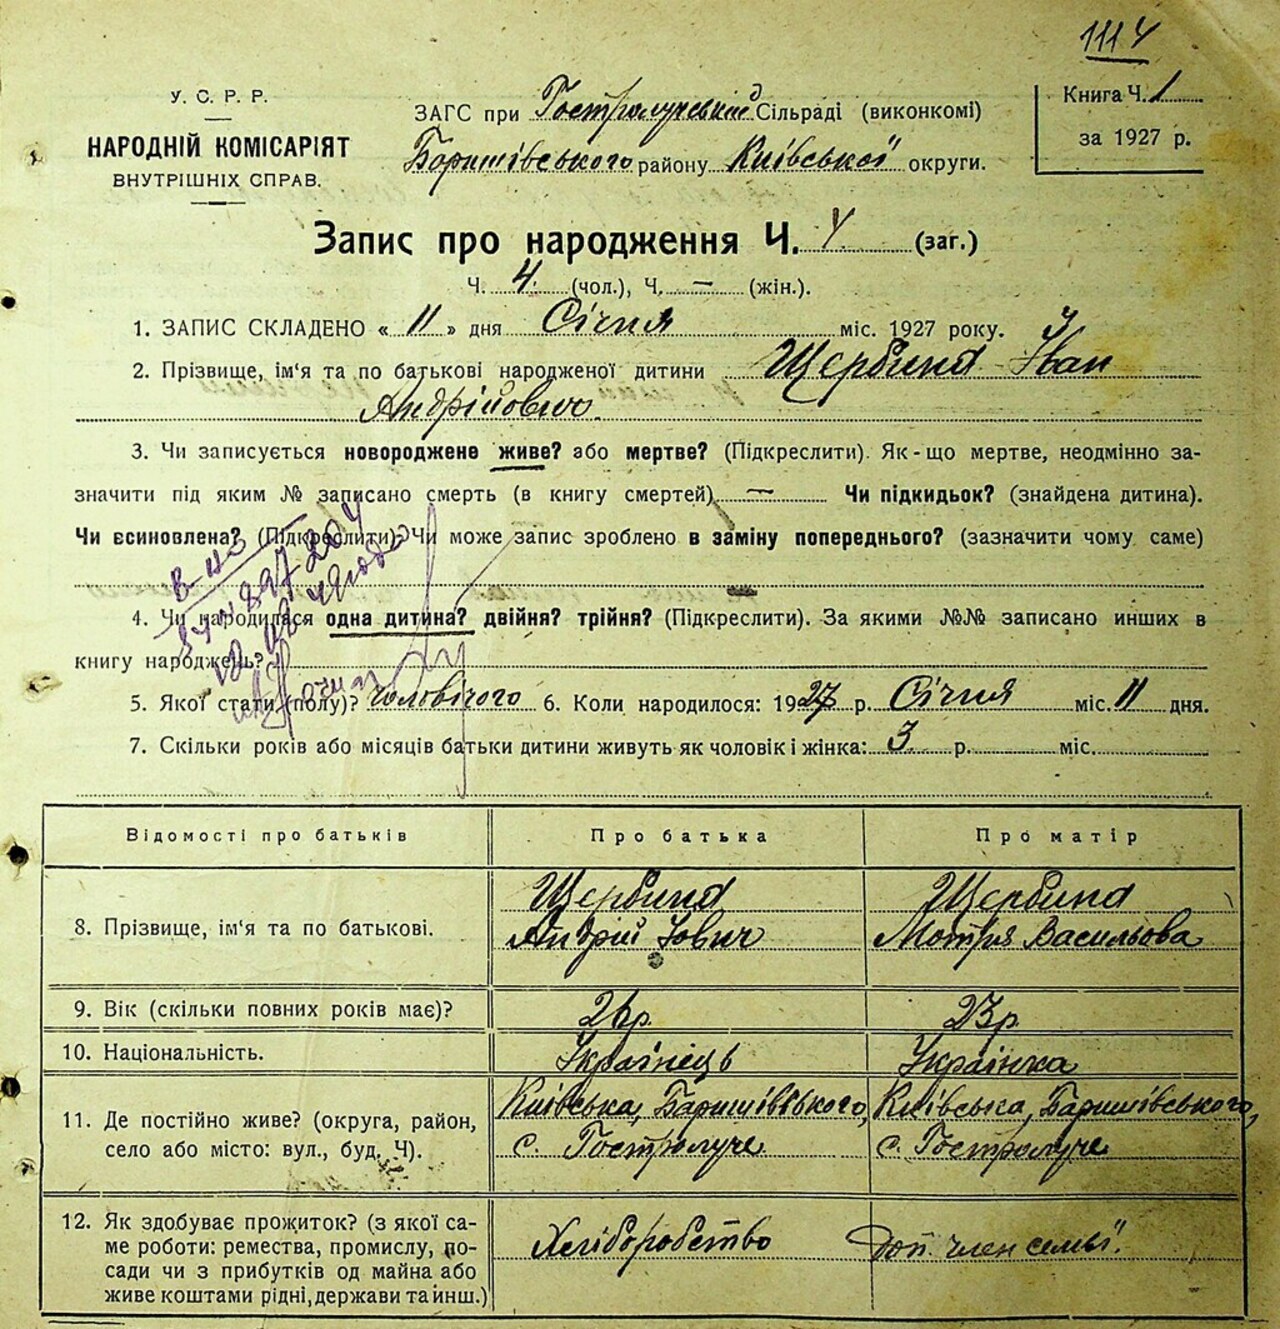 1114
У. С. Р. Р.
НАРОДНІЙ КОМІСАРІЯТ
ВНУТРІШНІХ СПРАВ.
ЗАГС при Гостролучській Сільраді (виконкомі)
Баришівського району Київської округи.
Книга Ч. 1
за 1927 р.
Запис про народження Ч. 4 (заг.)
Ч. 4. (чол.), Ч. — (жін.).
1. ЗАПИС СКЛАДЕНО « 11 » дня Січня міс. 1927 року.
2. Прізвище, ім'я та по батькові народженої дитини Щербина Іван
Андрійович.
3. Чи записується новороджене живе? або мертве? (Підкреслити). Як-що мертве, неодмінно за-
значити під яким № записано смерть (в книгу смертей) — Чи підкидьок? (знайдена дитина).
Чи всиновлена? (Підкреслити). Чи може запис зроблено в заміну попереднього? (зазначити чому саме)
4. Чи народилася одна дитина? двійня? трійня? (Підкреслити). За якими №№ записано инших в
книгу народжень?
5. Якої стати (полу)? чоловічого 6. Коли народилося: 1927 р. Січня міс. 11 дня.
7. Скільки років або місяців батьки дитини живуть як чоловік і жінка: 3 р. міс.
Відомості про батьків Про батька Про матір
8. Прізвище, ім'я та по батькові. Щербина Щербина
Андрій Іович Мотря Васильова
9. Вік (скільки повних років має)? 26р. 23р.
10. Національність. Українець Українка
11. Де постійно живе? (округа, район, село або місто: вул., буд. Ч). Київська, Баришівського, Київська, Баришівського,
с. Гостролуче с. Гостролуче
12. Як здобуває прожиток? (з якої са-
ме роботи: ремества, промислу, по-
сади чи з прибутків од майна або
живе коштами рідні, держави та инш.)
Хліборобство Доп. член семьї.